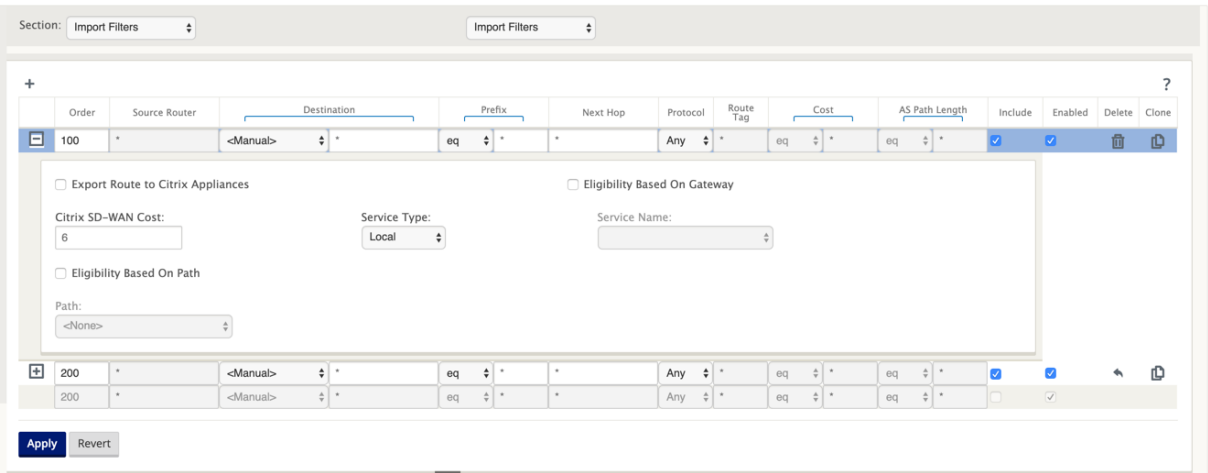 Section: Import Filters Import Filters
+ ?
Order Source Router Destination Prefix Next Hop Protocol Route Tag Cost AS Path Length Include Enabled Delete Clone
100 * <Manual> * eq * * Any * eq * eq *
Export Route to Citrix Appliances Eligibility Based On Gateway
Citrix SD-WAN Cost: Service Type: Service Name:
6 Local
Eligibility Based On Path
Path:
<None>
200 * <Manual> * eq * * Any * eq * eq *
200 * <Manual> * eq * * Any * eq * eq *
Apply Revert